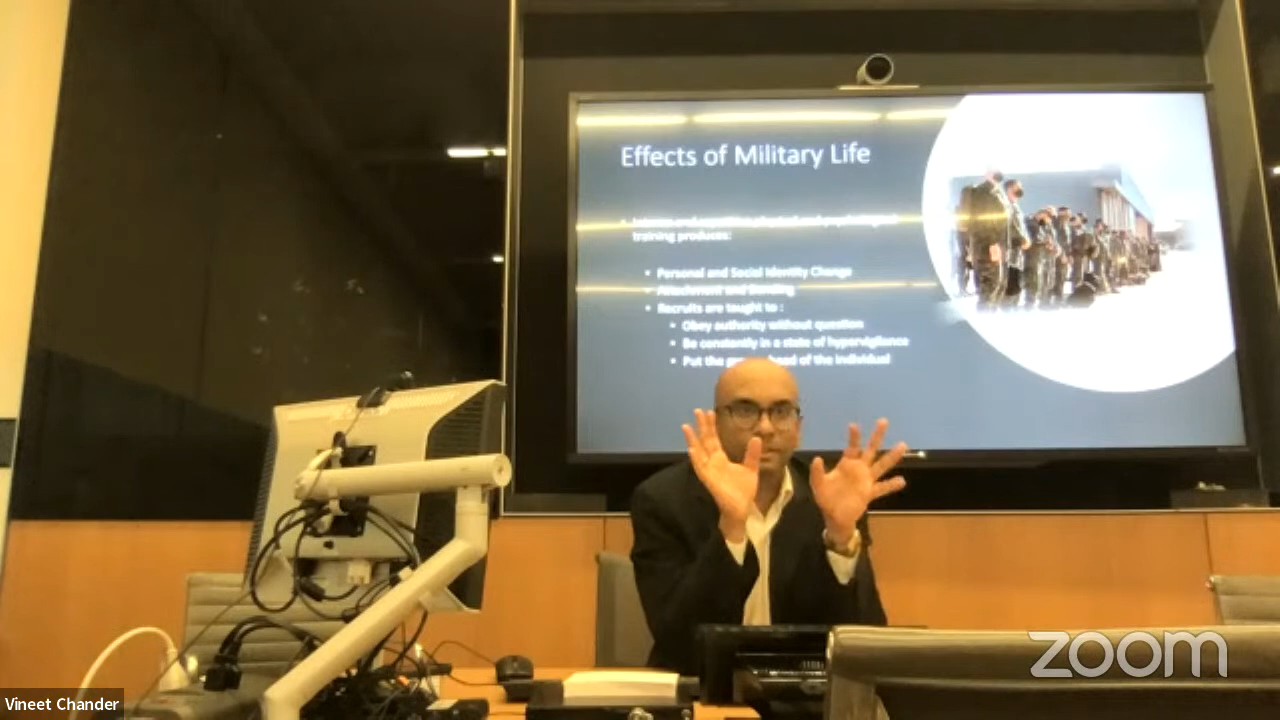 Effects of Military Life
training produces:
• Personal and Social Identity Change
• Attachment and Bonding
• Recruits are taught to :
• Obey authority without question
• Be constantly in a state of hypervigilance
• Put the of the individual
zoom
Vineet Chander